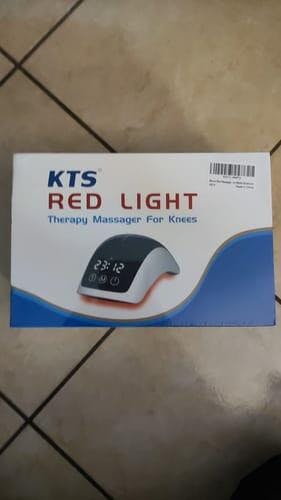 KTS®
RED LIGHT
Therapy Massager For Knees
23:12